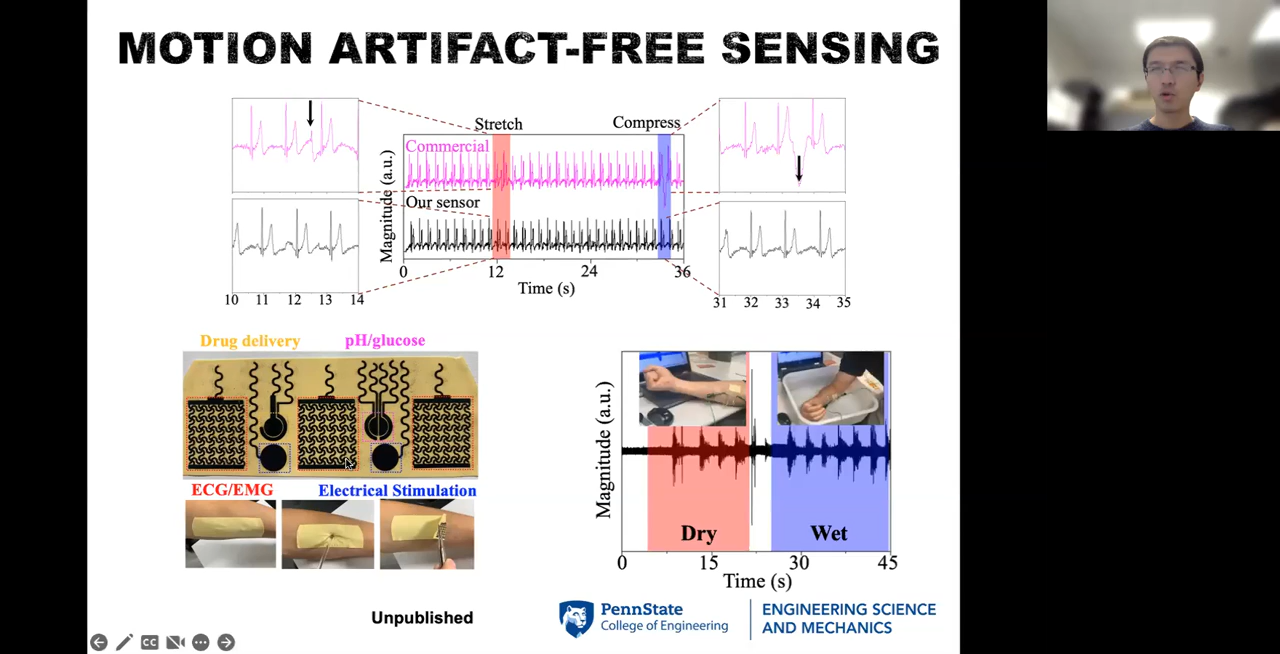 MOTION ARTIFACT-FREE SENSING
Stretch
Compress
Commercial
Our sensor
Magnitude (a.u.)
0 12 24 36
Time (s)
10 11 12 13 14
31 32 33 34 35
Drug delivery
pH/glucose
ECG/EMG
Electrical Stimulation
Magnitude (a.u.)
Dry
Wet
0 15 30 45
Time (s)
Unpublished
PennState
College of Engineering
ENGINEERING SCIENCE
AND MECHANICS
CC